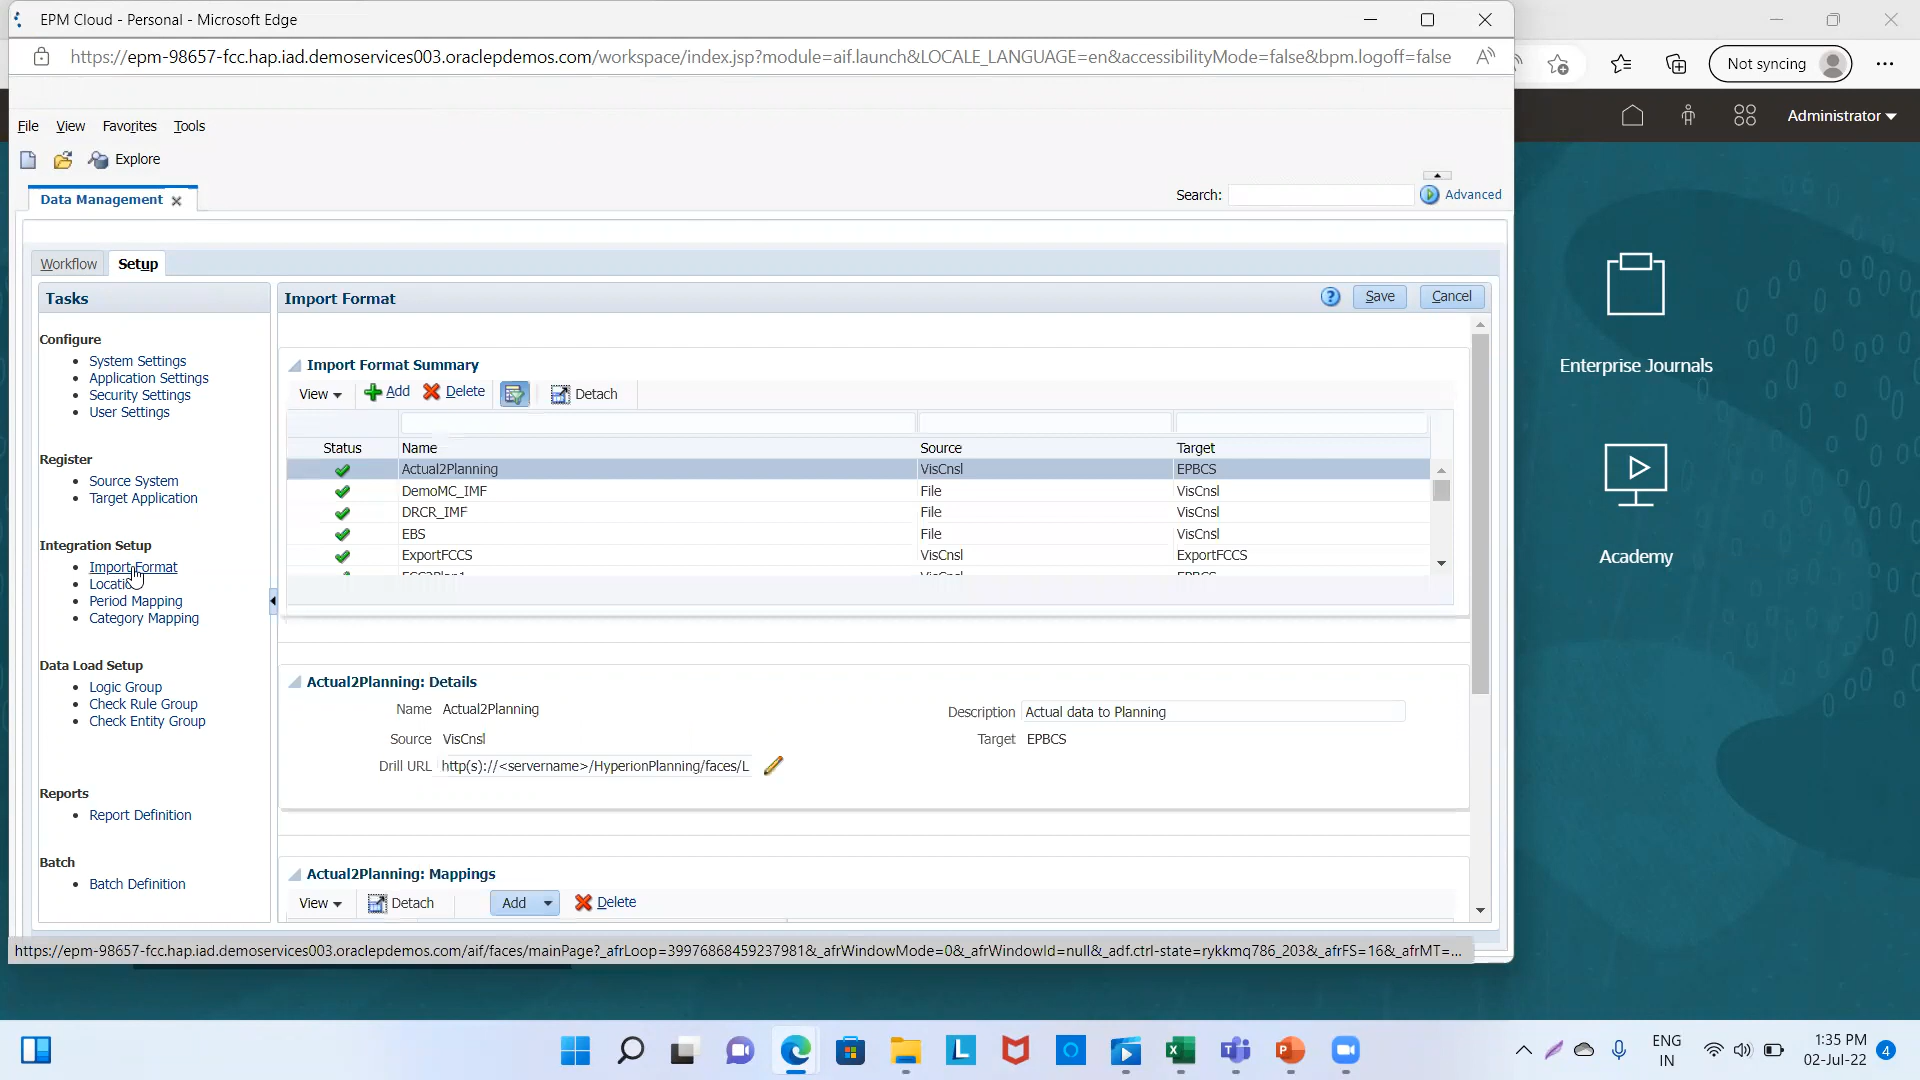 EPM Cloud - Personal - Microsoft Edge
https://epm-98657-fcc.hap.iad.demoservices003.oraclepdemos.com/workspace/index.jsp?module=aif.launch&LOCALE_LANGUAGE=en&accessibilityMode=false&bpm.logoff=false
Not syncing
Administrator
File View Favorites Tools
Explore
Data Management
Search:
Advanced
Workflow
Setup
Tasks
Configure
System Settings
Application Settings
Security Settings
User Settings
Register
Source System
Target Application
Integration Setup
Import Format
Period Mapping
Category Mapping
Data Load Setup
Logic Group
Check Rule Group
Check Entity Group
Reports
Report Definition
Batch
Batch Definition
Import Format
Save
Cancel
Import Format Summary
View Add Delete Detach
Status Name Source Target
Actual2Planning VisCnsl EPBCS
DemoMC_IMF File VisCnsl
DRCR_IMF File VisCnsl
EBS File VisCnsl
ExportFCCS VisCnsl ExportFCCS
Actual2Planning: Details
Name Actual2Planning
Description Actual data to Planning
Source VisCnsl
Target EPBCS
Drill URL http(s)://<servername>/HyperionPlanning/faces/L
Actual2Planning: Mappings
View Detach Add Delete
https://epm-98657-fcc.hap.iad.demoservices003.oraclepdemos.com/aif/faces/mainPage?_afrLoop=399768684592379818&_afrWindowMode=0&_afrWindowId=null&_adf.ctrl-state=rykkmq786_203&_afrFS=16&_afrMT=...
Enterprise Journals
Academy
ENG
IN
1:35 PM
02-Jul-22
4